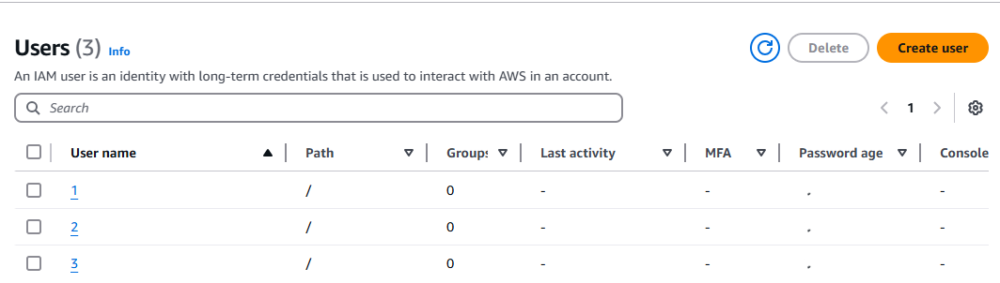 Users (3) Info
Delete
Create user
An IAM user is an identity with long-term credentials that is used to interact with AWS in an account.
Search
1
User name Path Groups Last activity MFA Password age Console
1 / 0 - - -
2 / 0 - - -
3 / 0 - - -